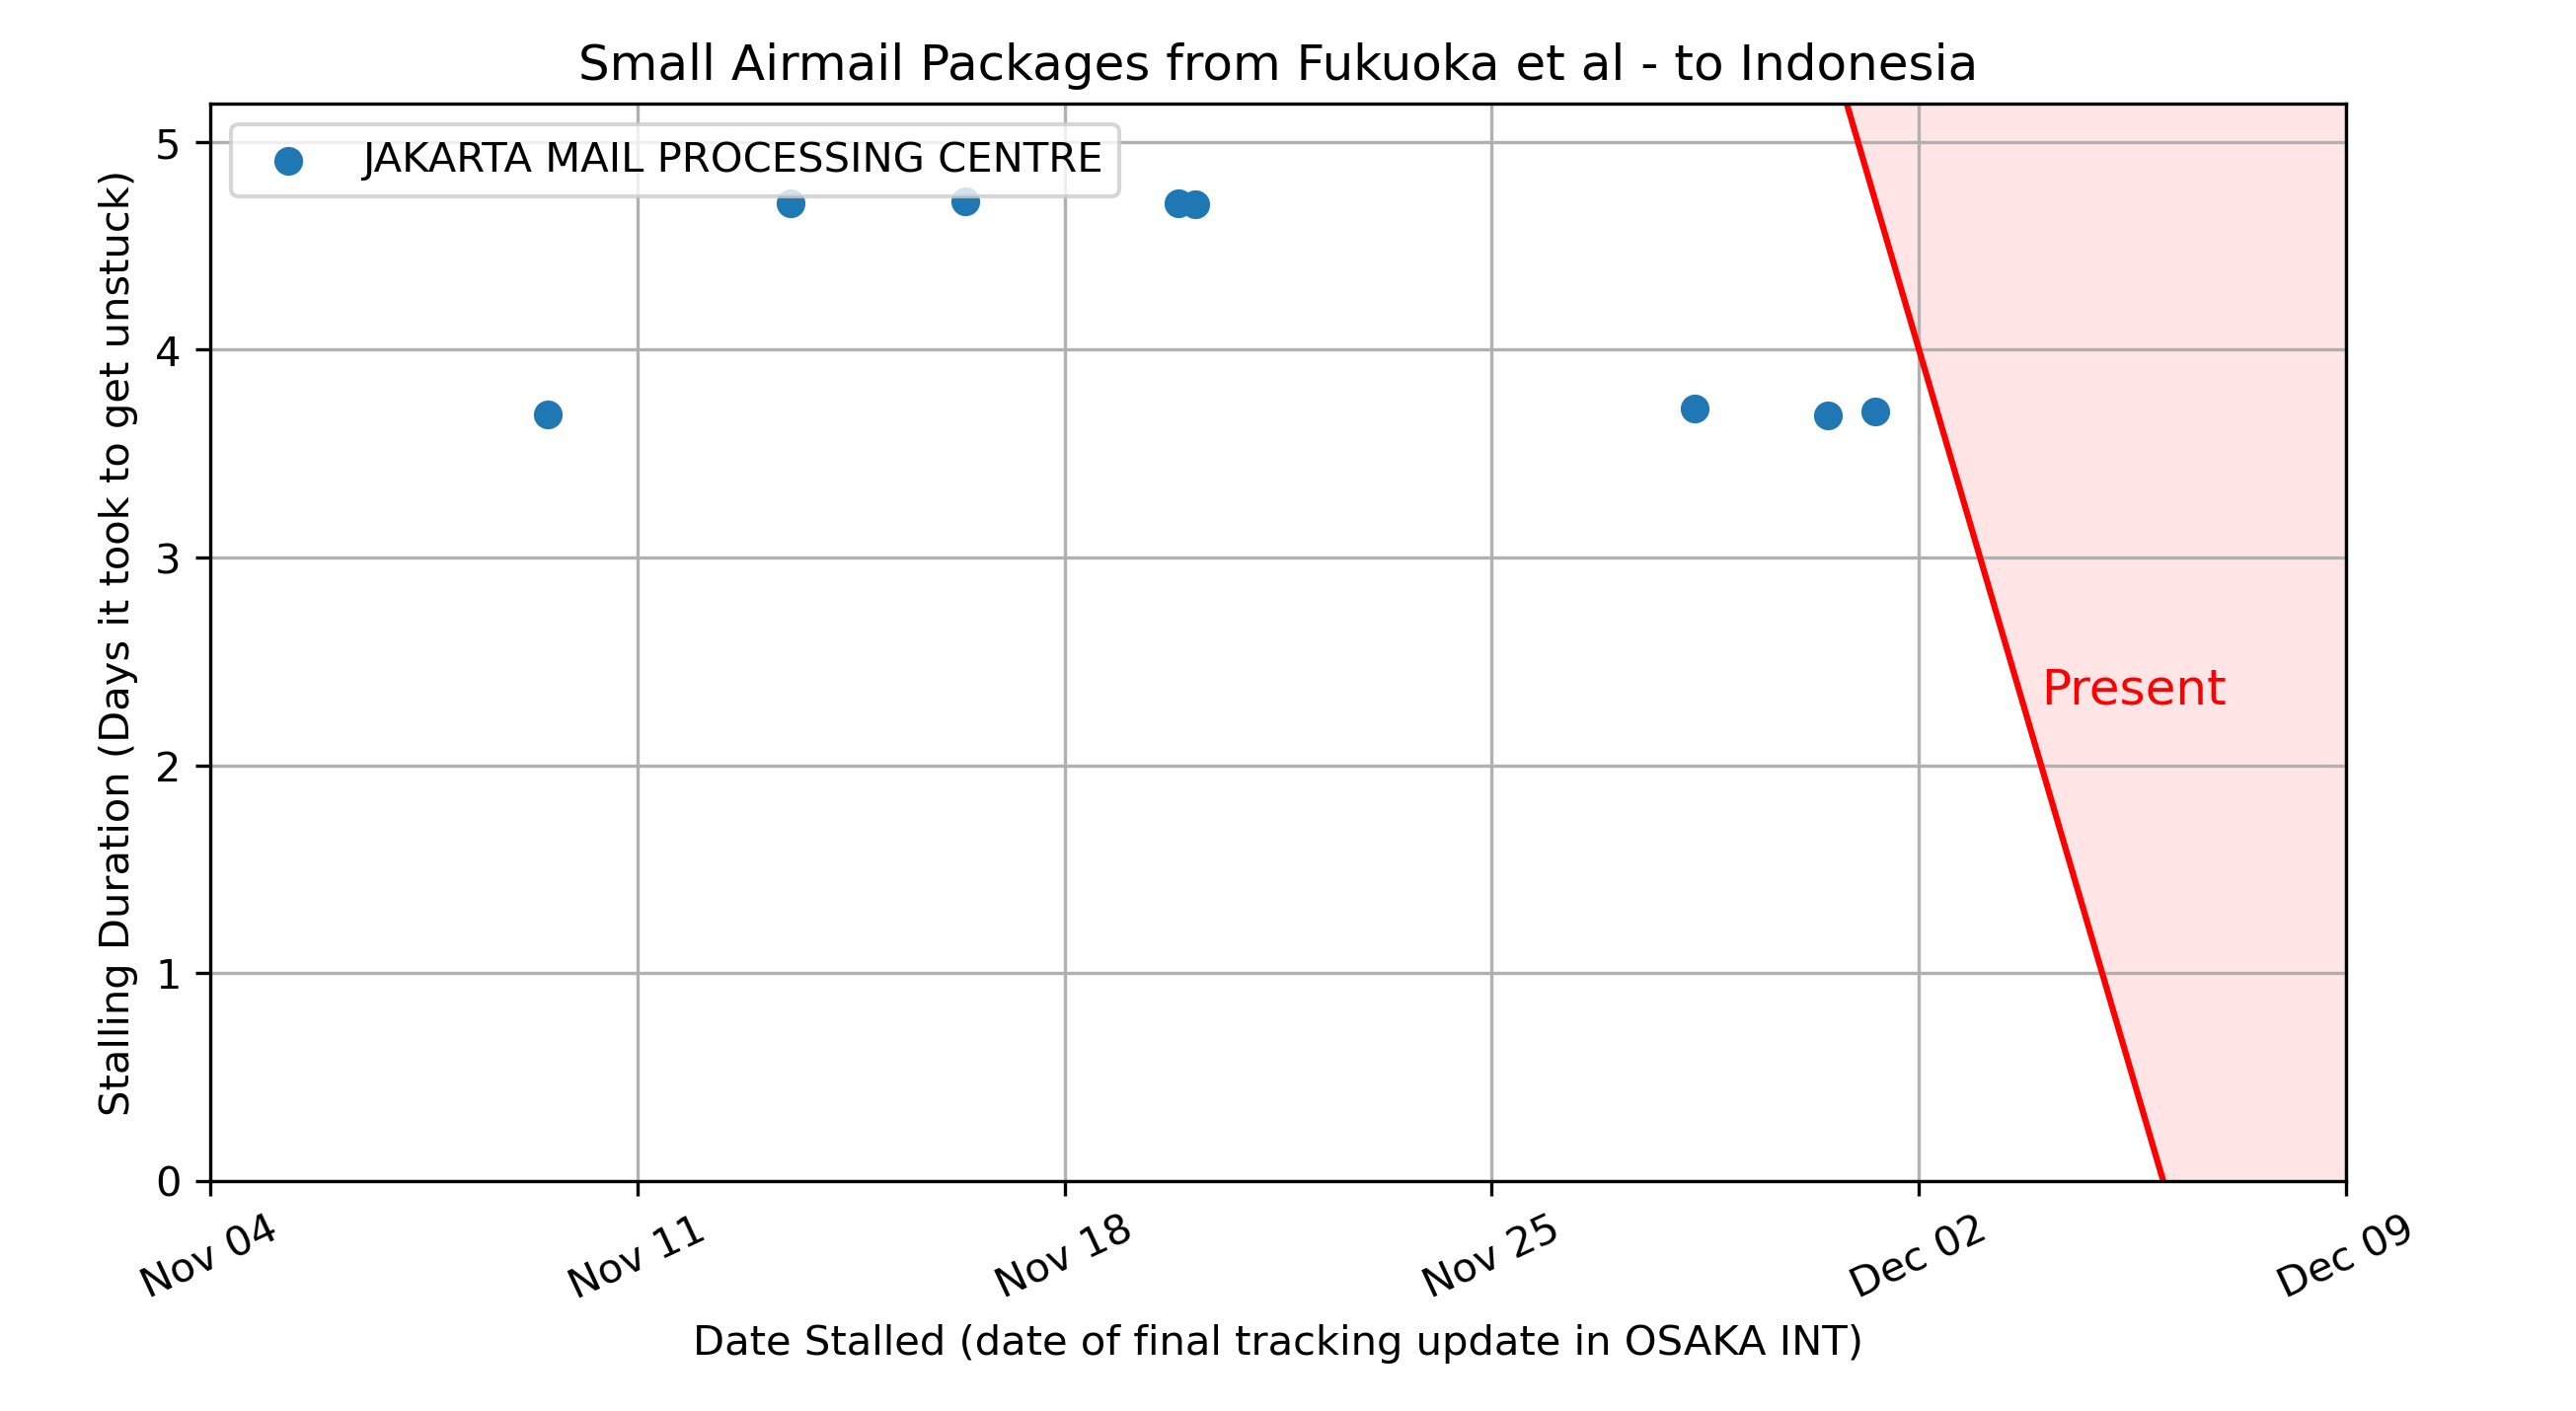 Small Airmail Packages from Fukuoka et al - to Indonesia
JAKARTA MAIL PROCESSING CENTRE
Stalling Duration (Days it took to get unstuck)
5
4
3
2
1
0
Present
Nov 04
Nov 11
Nov 18
Nov 25
Dec 02
Dec 09
Date Stalled (date of final tracking update in OSAKA INT)